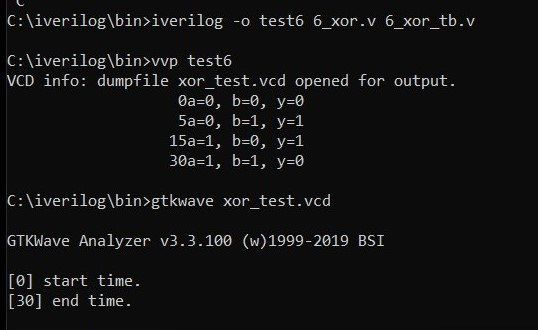 C:\iverilog\bin>iverilog -o test6 6_xor.v 6_xor_tb.v
C:\iverilog\bin>vvp test6
VCD info: dumpfile xor_test.vcd opened for output.
0a=0, b=0, y=0
5a=0, b=1, y=1
15a=1, b=0, y=1
30a=1, b=1, y=0
C:\iverilog\bin>gtkwave xor_test.vcd
GTKWave Analyzer v3.3.100 (w)1999-2019 BSI
[0] start time.
[30] end time.